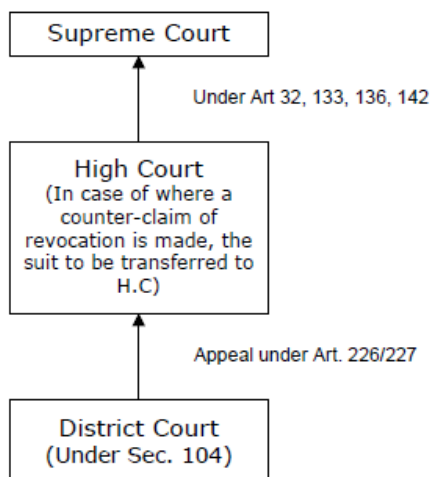 Supreme Court
Under Art 32, 133, 136, 142
High Court
(In case of where a
counter-claim of
revocation is made, the
suit to be transferred to
H.C)
Appeal under Art. 226/227
District Court
(Under Sec. 104)